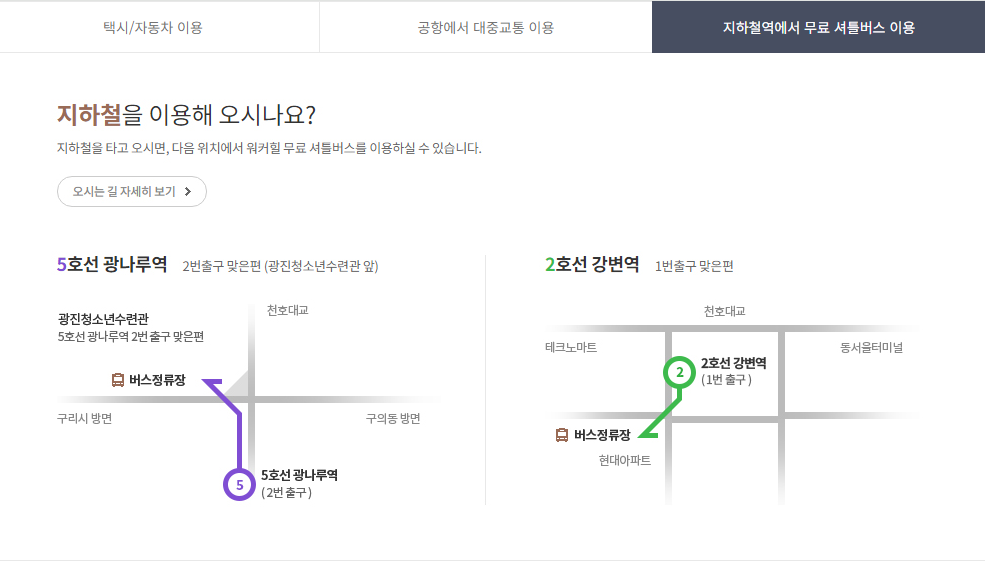 택시/자동차 이용
공항에서 대중교통 이용
지하철역에서 무료 셔틀버스 이용
지하철을 이용해 오시나요?
지하철을 타고 오시면, 다음 위치에서 워커힐 무료 셔틀버스를 이용하실 수 있습니다.
오시는 길 자세히 보기
5호선 광나루역 2번출구 맞은편 (광진청소년수련관 앞)
천호대교
광진청소년수련관
5호선 광나루역 2번 출구 맞은편
버스정류장
구리시 방면
구의동 방면
5
5호선 광나루역
( 2번 출구 )
2호선 강변역 1번출구 맞은편
천호대교
테크노마트
동서울터미널
2
2호선 강변역
( 1번 출구 )
버스정류장
현대아파트